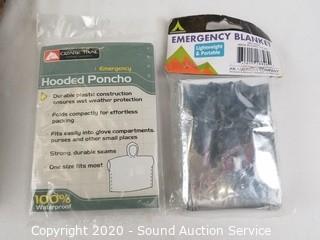 OZARK TRAIL
Emergency
Hooded Poncho
Durable plastic construction
ensures wet weather protection
Folds compactly for effortless
packing
Fits easily into glove compartments,
purses and other small places
Strong, durable seams
One size fits most
100%
Waterproof
EMERGENCY BLANKET
Lightweight
& Portable
Copyright 2020 - Sound Auction Service